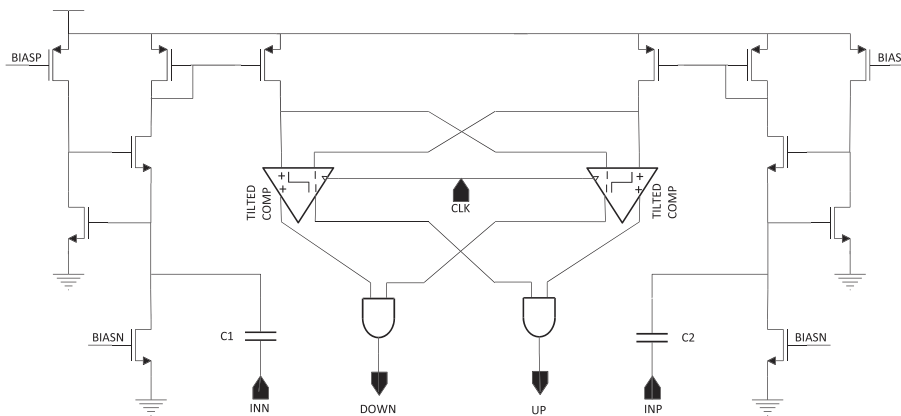 BIASP
BIAS
TILTED
COMP
CLK
TILTED
COMP
BIASN
C1
C2
BIASN
INN
DOWN
UP
INP